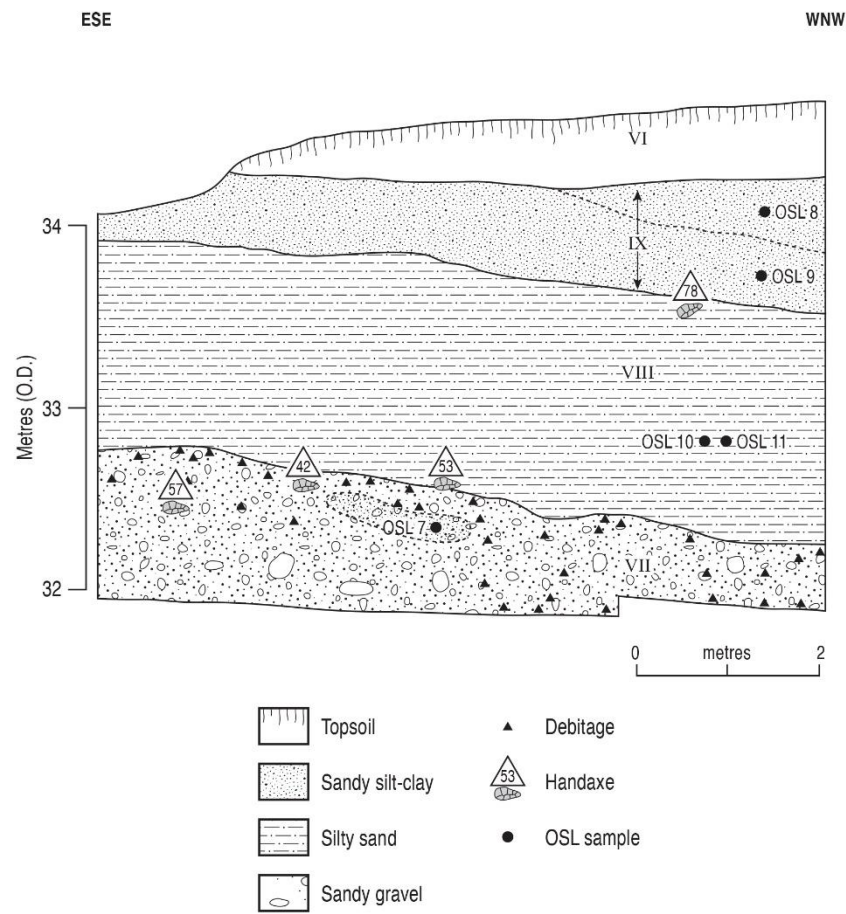 ESE WNW
VI
34
OSL 8
IX
OSL 9
78
Metres (O.D.)
33
VIII
OSL 10 OSL 11
42
53
57
OSL 7
VII
32
0 metres 2
Topsoil
Debitage
Sandy silt-clay
53 Handaxe
Silty sand
OSL sample
Sandy gravel